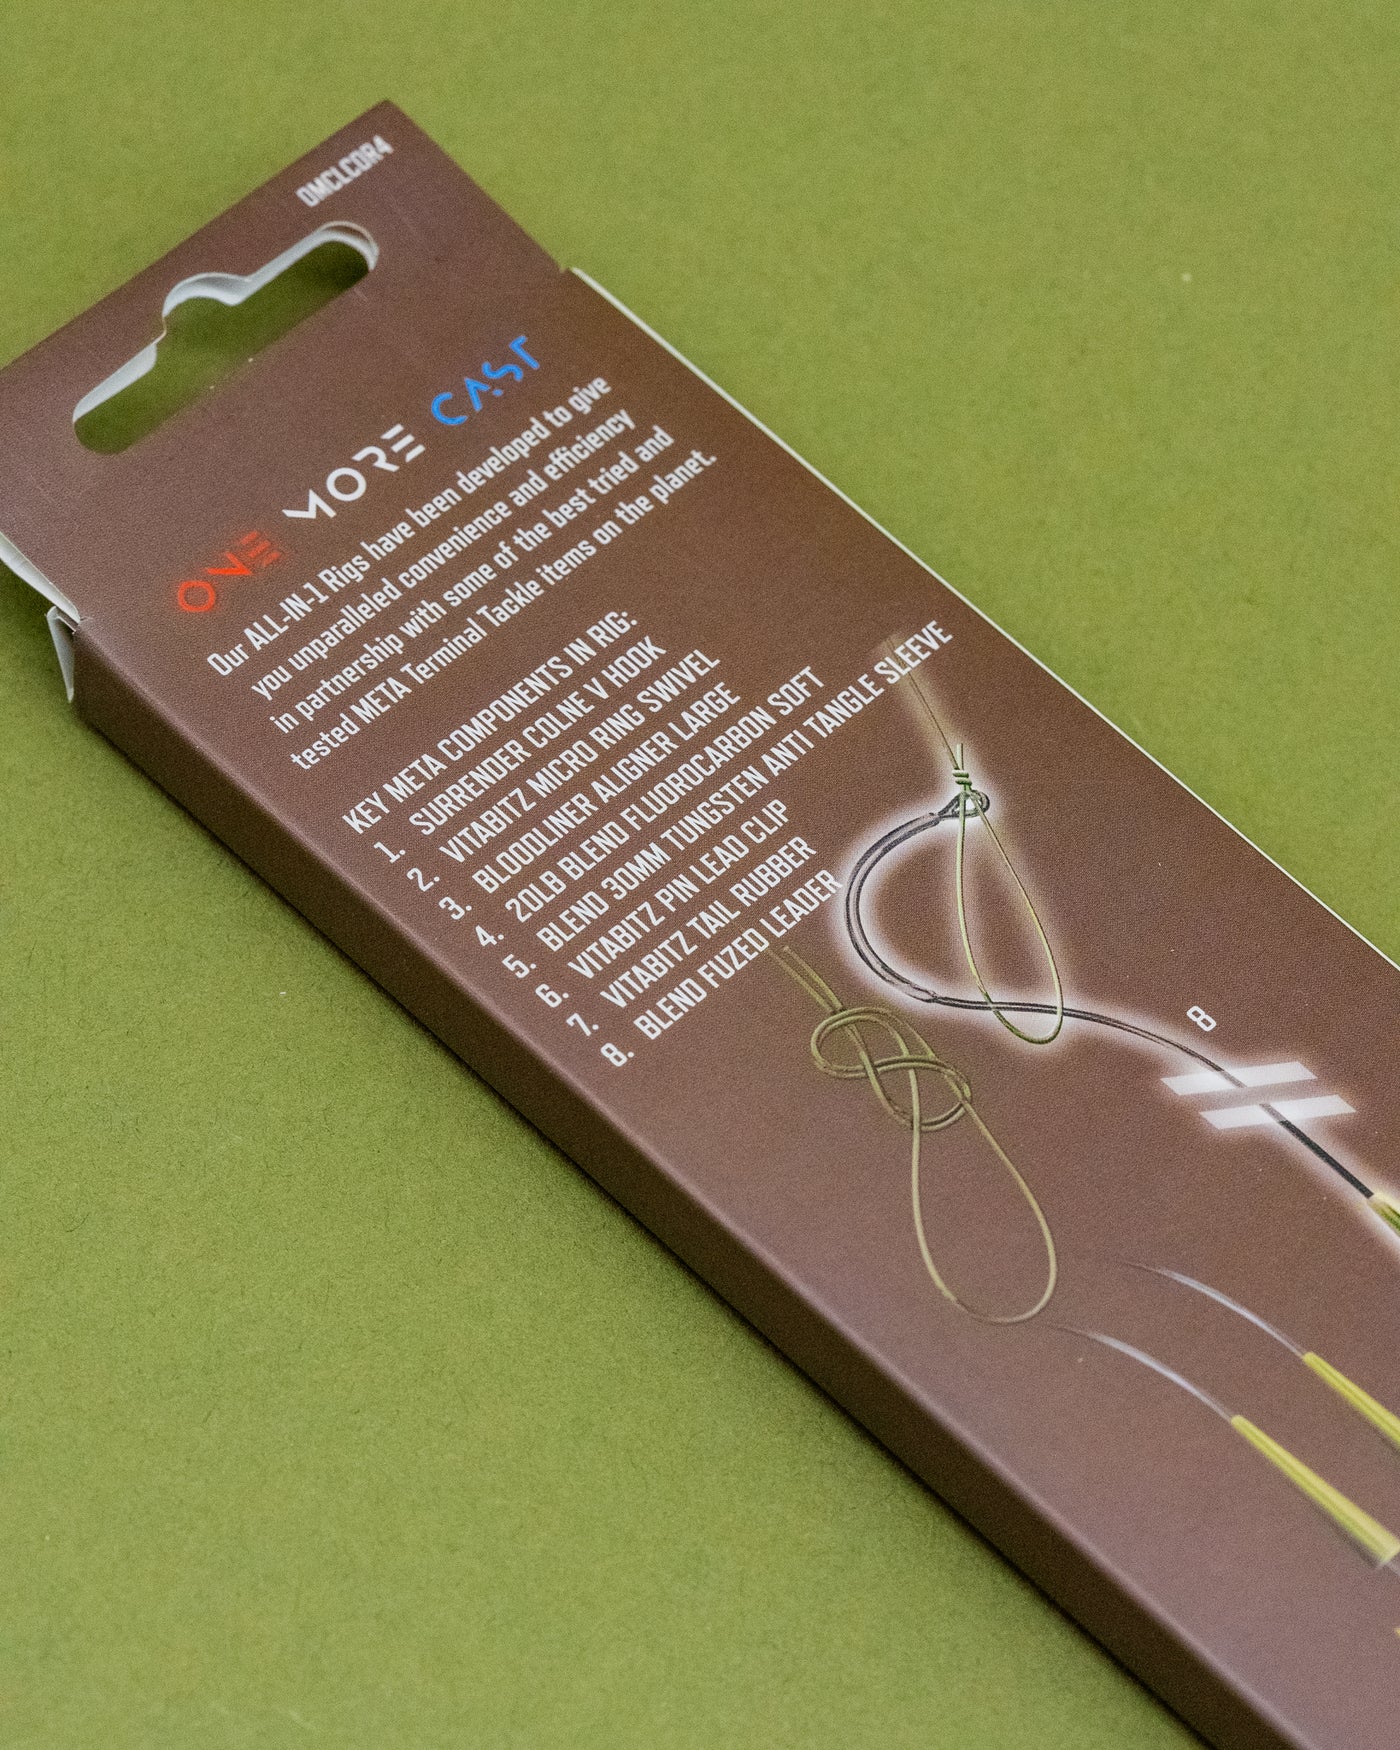 OMCLCDR4
ONE MORE CAST
Our ALL-IN-1 Rigs have been developed to give
you unparalleled convenience and efficiency
in partnership with some of the best tried and
tested META Terminal Tackle items on the planet.
KEY META COMPONENTS IN RIG:
1. SURRENDER COLNE V HOOK
2. VITABITZ MICRO RING SWIVEL
3. BLOODLINER ALIGNER LARGE
4. 20LB BLEND FLUOROCARBON SOFT
5. BLEND 30MM TUNGSTEN ANTI TANGLE SLEEVE
6. VITABITZ PIN LEAD CLIP
7. VITABITZ TAIL RUBBER
8. BLEND FUZED LEADER
8